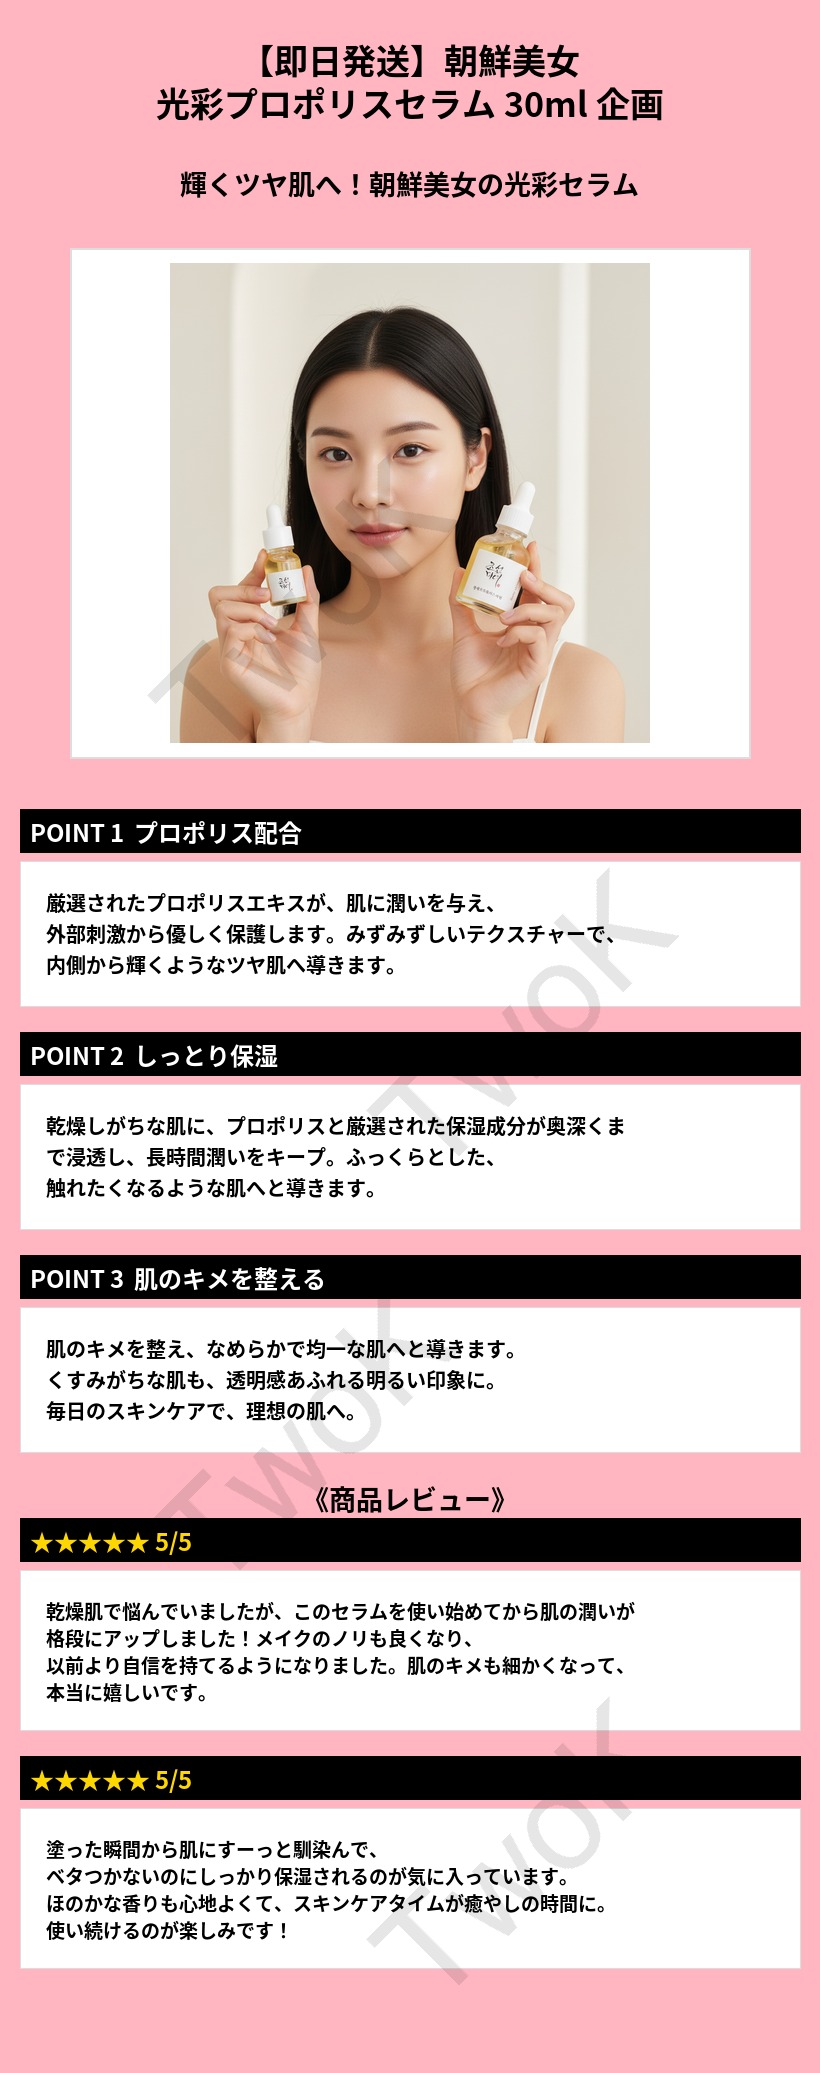 【即日発送】朝鮮美女
光彩プロポリスセラム 30ml 企画
輝くツヤ肌へ！朝鮮美女の光彩セラム
TwoK
POINT 1 プロポリス配合
厳選されたプロポリスエキスが、肌に潤いを与え、
外部刺激から優しく保護します。みずみずしいテクスチャーで、
内側から輝くようなツヤ肌へ導きます。
TwoK
POINT 2 しっとり保湿
乾燥しがちな肌に、プロポリスと厳選された保湿成分が奥深くま
で浸透し、長時間潤いをキープ。ふっくらとした、
触れたくなるような肌へと導きます。
POINT 3 肌のキメを整える
肌のキメを整え、なめらかで均一な肌へと導きます。
くすみがちな肌も、透明感あふれる明るい印象に。
毎日のスキンケアで、理想の肌へ。
TwoK
《商品レビュー》
★★★★★ 5/5
乾燥肌で悩んでいましたが、このセラムを使い始めてから肌の潤いが
格段にアップしました！メイクのノリも良くなり、
以前より自信を持てるようになりました。肌のキメも細かくなって、
本当に嬉しいです。
★★★★★ 5/5
塗った瞬間から肌にすーっと馴染んで、
ベタつかないのにしっかり保湿されるのが気に入っています。
ほのかな香りも心地よくて、スキンケアタイムが癒やしの時間に。
使い続けるのが楽しみです！
TwoK